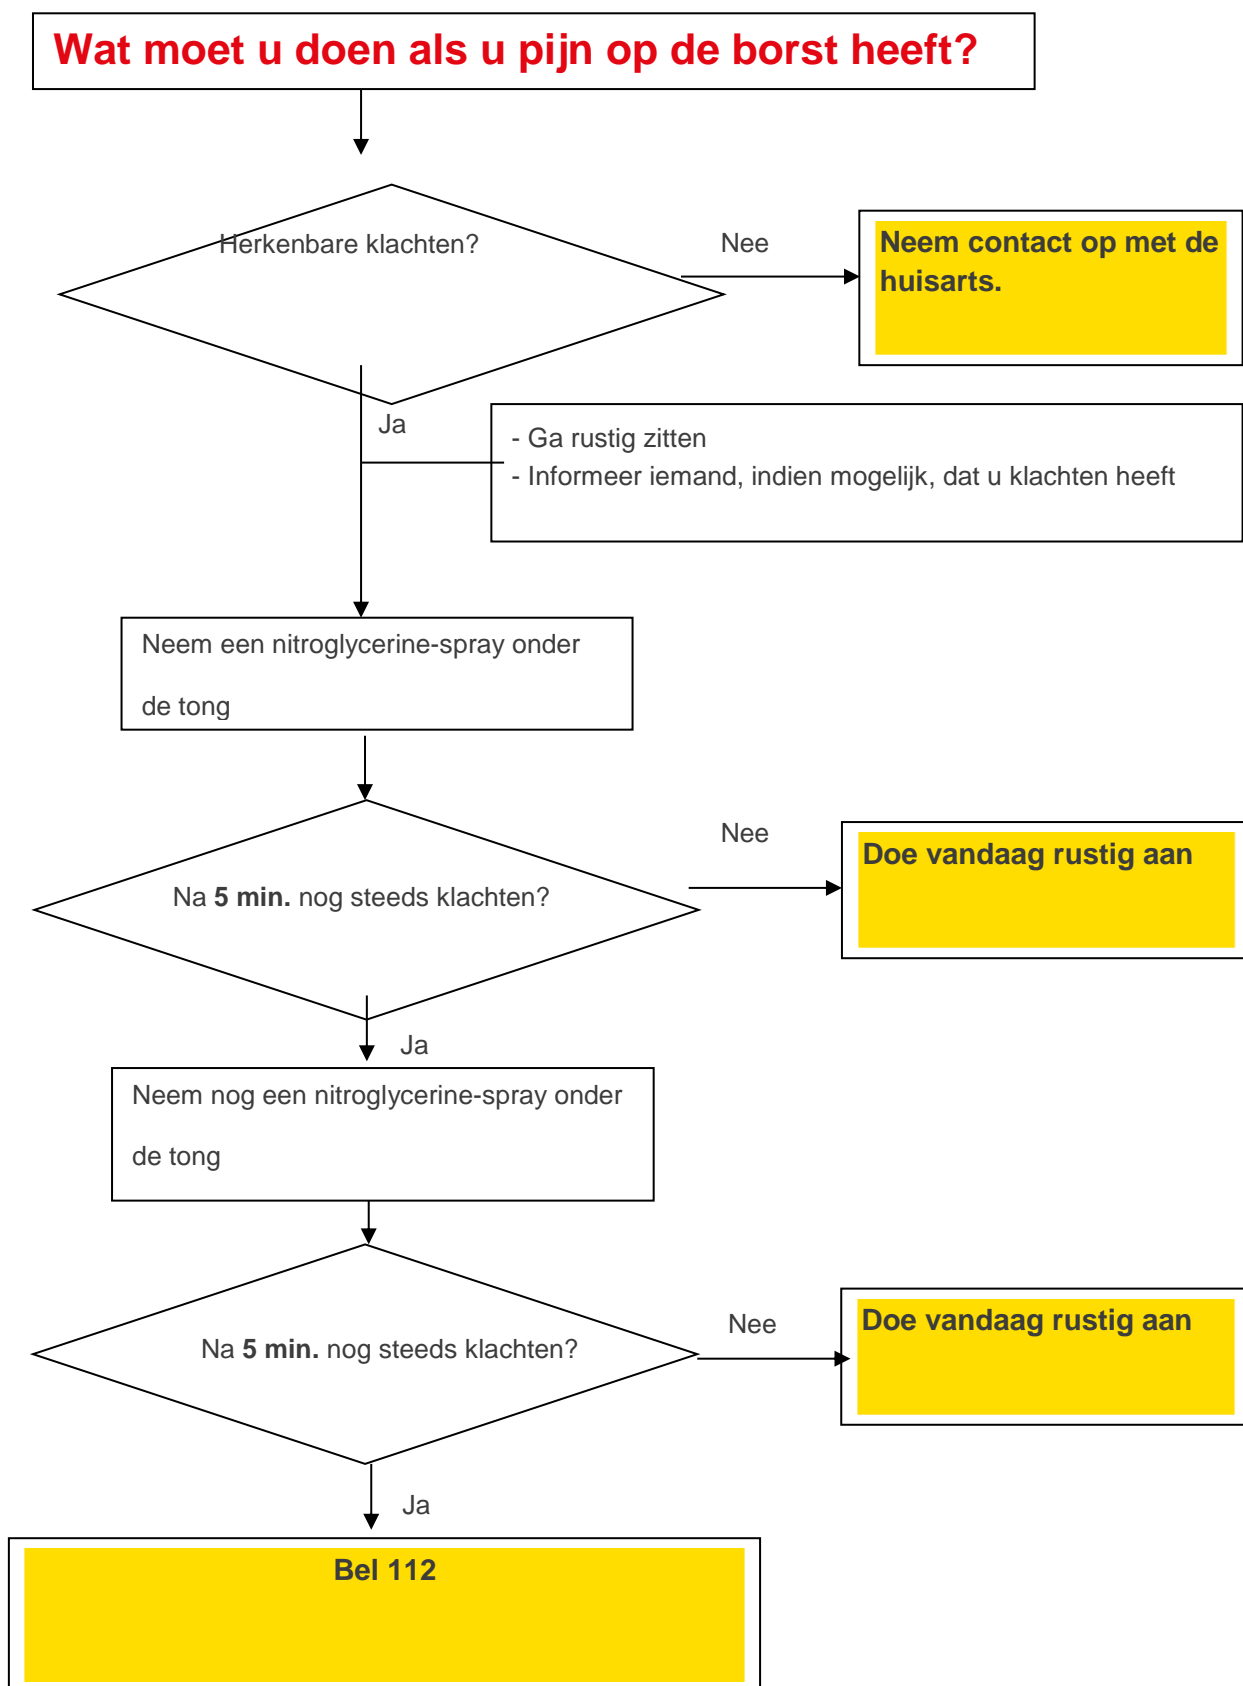 Wat moet u doen als u pijn op de borst heeft?
Herkenbare klachten?
Nee
Neem contact op met de
huisarts.
Ja
- Ga rustig zitten
- Informeer iemand, indien mogelijk, dat u klachten heeft
Neem een nitroglycerine-spray onder
de tong
Na 5 min. nog steeds klachten?
Nee
Doe vandaag rustig aan
Ja
Neem nog een nitroglycerine-spray onder
de tong
Na 5 min. nog steeds klachten?
Nee
Doe vandaag rustig aan
Ja
Bel 112